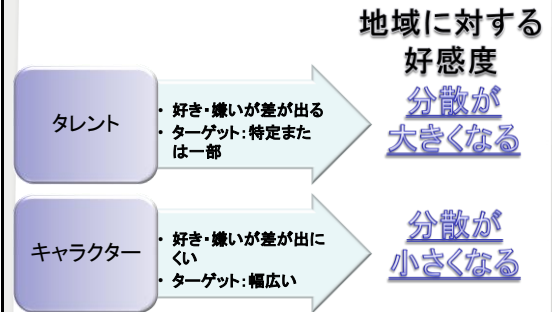 地域に対する
好感度
タレント
・ 好き・嫌いが差が出る
・ ターゲット：特定また
は一部
分散が
大きくなる
キャラクター
・ 好き・嫌いが差が出に
くい
・ ターゲット：幅広い
分散が
小さくなる